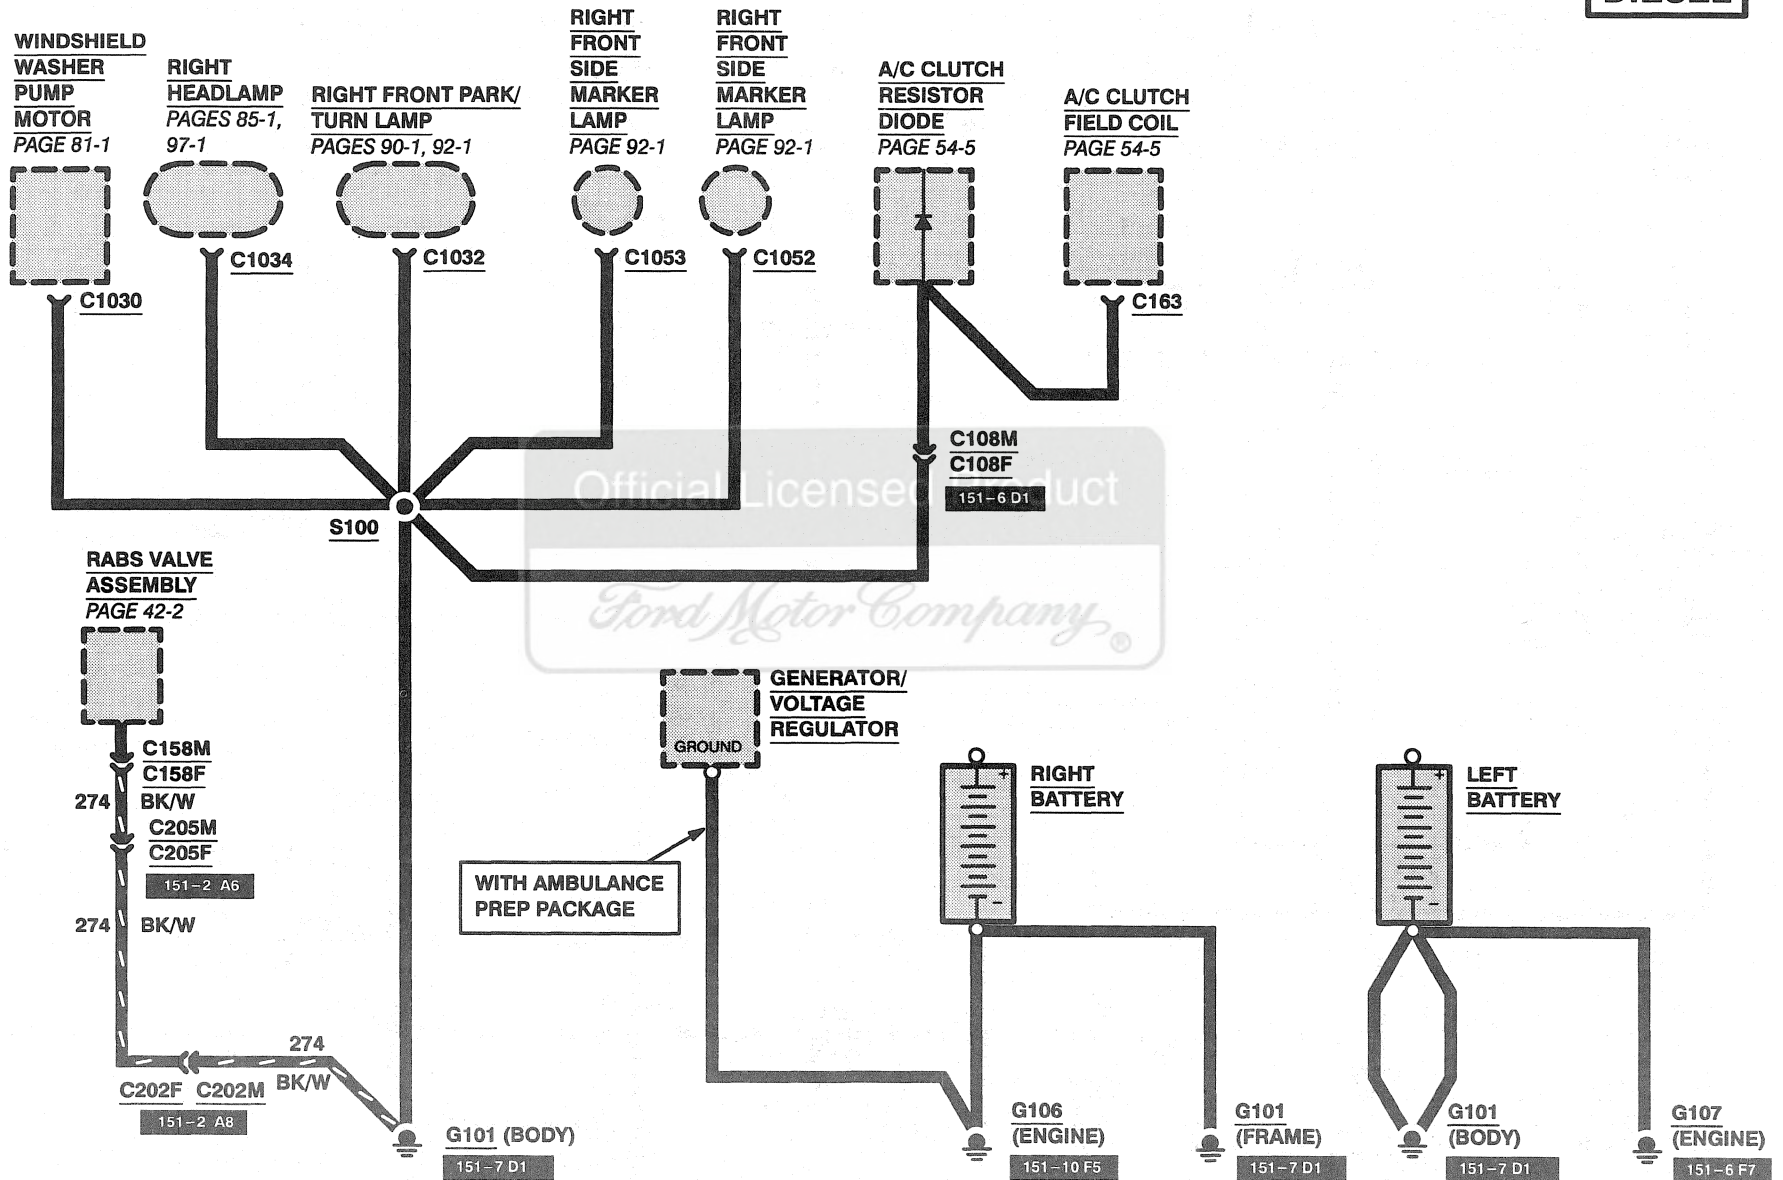 DIESEL
WINDSHIELD
WASHER
PUMP
MOTOR
PAGE 81-1
RIGHT
HEADLAMP
PAGES 85-1,
97-1
RIGHT FRONT PARK/
TURN LAMP
PAGES 90-1, 92-1
RIGHT
FRONT
SIDE
MARKER
LAMP
PAGE 92-1
RIGHT
FRONT
SIDE
MARKER
LAMP
PAGE 92-1
A/C CLUTCH
RESISTOR
DIODE
PAGE 54-5
A/C CLUTCH
FIELD COIL
PAGE 54-5
C1030
C1034
C1032
C1053
C1052
C163
C108M
C108F
151-6 D1
Official Licensed Product
Ford Motor Company
®
S100
RABS VALVE
ASSEMBLY
PAGE 42-2
C158M
C158F
274 BK/W
C205M
C205F
151-2 A6
274 BK/W
274
BK/W
C202F C202M
151-2 A8
G101 (BODY)
151-7 D1
GENERATOR/
VOLTAGE
REGULATOR
GROUND
WITH AMBULANCE
PREP PACKAGE
+
RIGHT
BATTERY
-
+
LEFT
BATTERY
-
G106
(ENGINE)
151-10 F5
G101
(FRAME)
151-7 D1
G101
(BODY)
151-7 D1
G107
(ENGINE)
151-6 F7